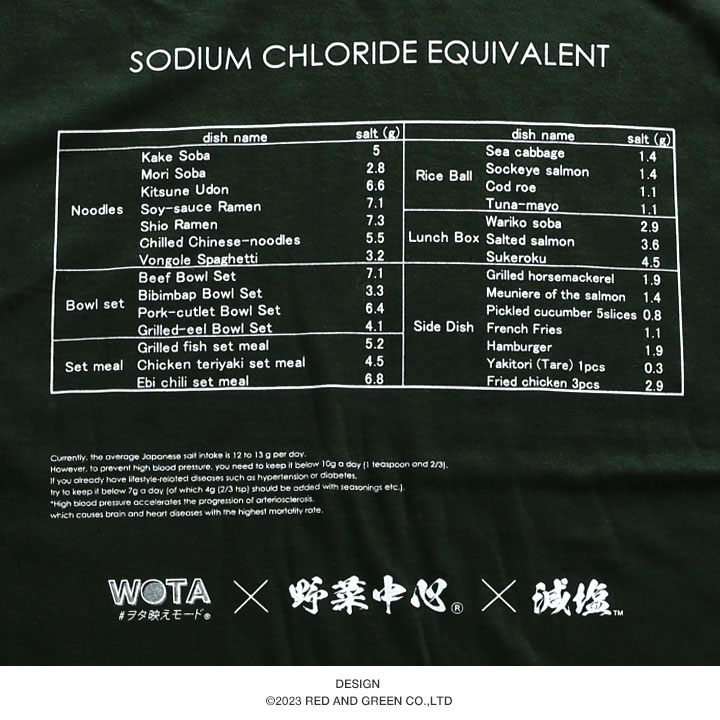 SODIUM CHLORIDE EQUIVALENT
dish name salt (g) dish name salt (g)
Noodles
Kake Soba 5
Mori Soba 2.8
Kitsune Udon 6.6
Soy-sauce Ramen 7.1
Shio Ramen 7.3
Chilled Chinese-noodles 5.5
Vongole Spaghetti 3.2
Bowl set
Beef Bowl Set 7.1
Bibimbap Bowl Set 3.3
Pork-cutlet Bowl Set 6.4
Grilled-eel Bowl Set 4.1
Set meal
Grilled fish set meal 5.2
Chicken teriyaki set meal 4.5
Ebi chili set meal 6.8
Rice Ball
Sea cabbage 1.4
Sockeye salmon 1.4
Cod roe 1.1
Tuna-mayo 1.1
Lunch Box
Wariko soba 2.9
Salted salmon 3.6
Sukeroku 4.5
Side Dish
Grilled horsemackerel 1.9
Meuniere of the salmon 1.4
Pickled cucumber 5slices 0.8
French Fries 1.1
Hamburger 1.9
Yakitori (Tare) 1pcs 0.3
Fried chicken 3pcs 2.9
Currently, the average Japanese salt intake is 12 to 13 g per day.
However, to prevent high blood pressure, you need to keep it below 10g a day (1 teaspoon and 2/3).
If you already have lifestyle-related diseases such as hypertension or diabetes,
try to keep it below 7g a day (of which 4g (2/3 tsp) should be added with seasonings etc.).
*High blood pressure accelerates the progression of arteriosclerosis,
which causes brain and heart diseases with the highest mortality rate.
WOTA × 野菜中心® × 減塩™
#ヲタ映えモード®
DESIGN
©2023 RED AND GREEN CO.,LTD